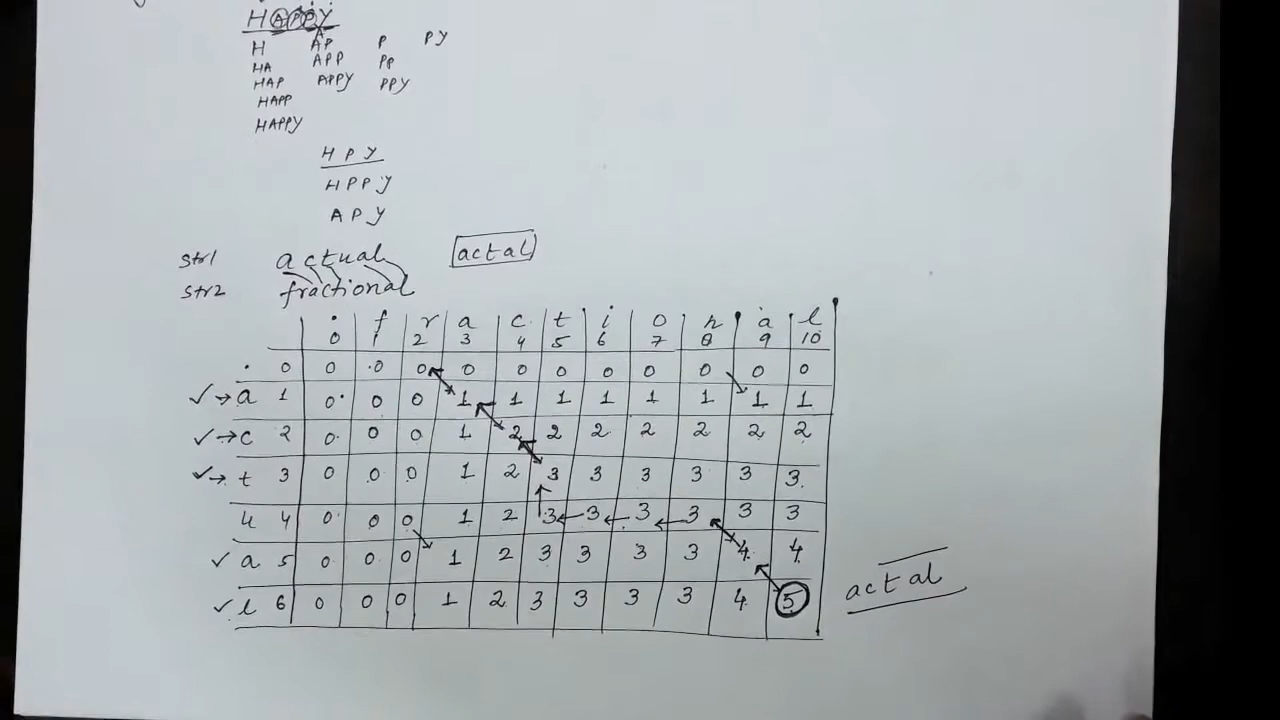 HAPPY
H AP P PY
HA APP PP
HAP APPY PPY
HAPP
HAPPY
H P Y
H P P Y
A P Y
str1 actual actal
str2 fractional
. f r a c t i o n a l
0 1 2 3 4 5 6 7 8 9 10
. 0 0 0 0 0 0 0 0 0 0 0 0
✓→ a 1 0 0 0 1 1 1 1 1 1 1 1
✓→ c 2 0 0 0 1 2 2 2 2 2 2 2
✓→ t 3 0 0 0 1 2 3 3 3 3 3 3
u 4 0 0 0 1 2 3 3 3 3 3 3
✓ a 5 0 0 0 1 2 3 3 3 3 4 4
✓ l 6 0 0 0 1 2 3 3 3 3 4 5
actal